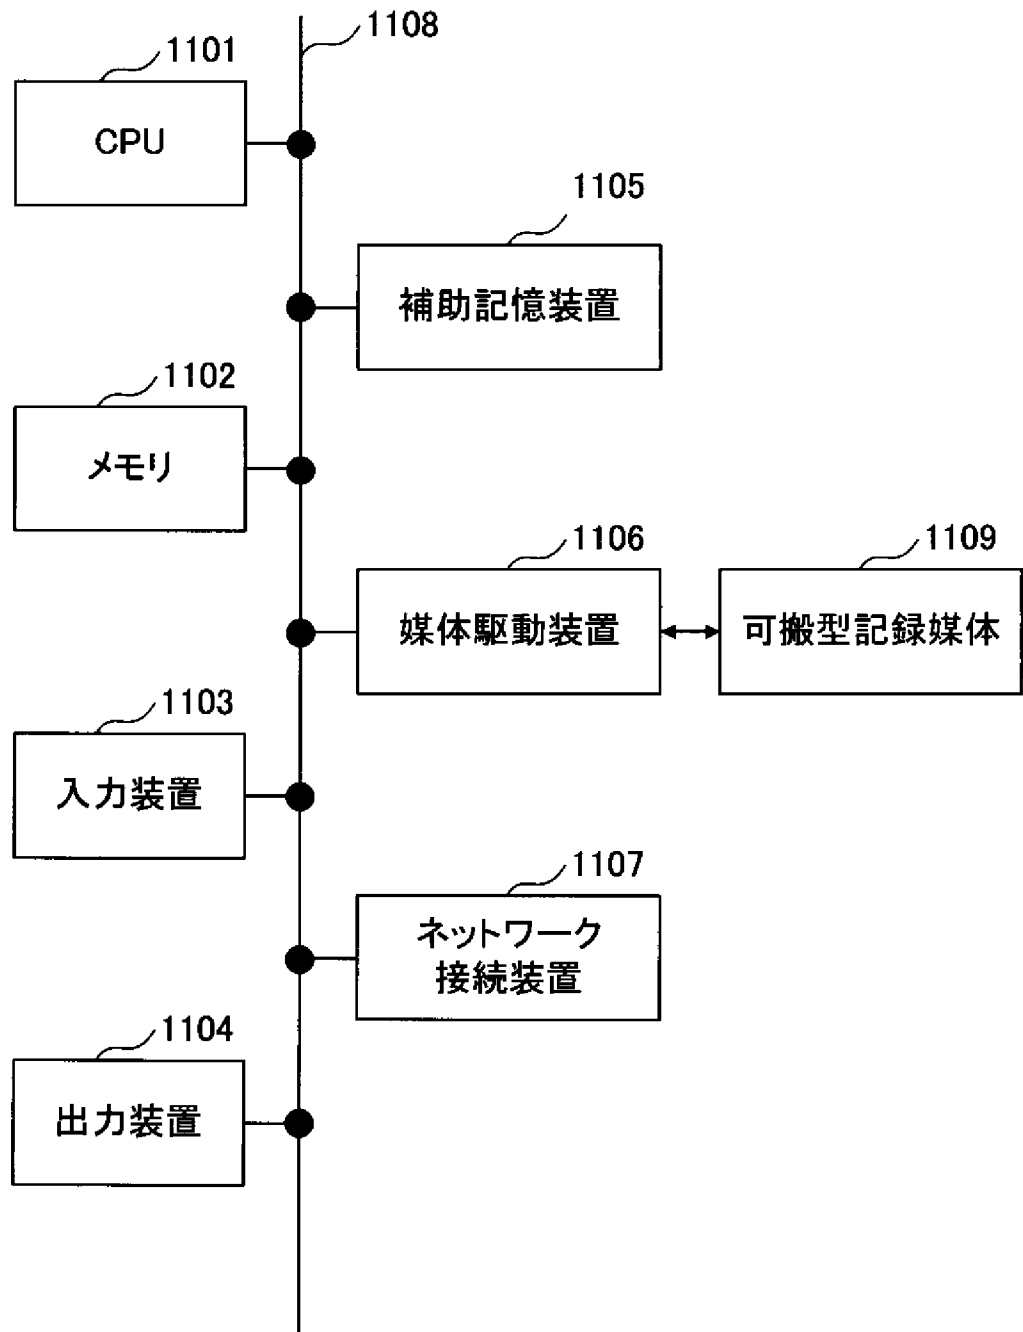 1108
1101
CPU
1105
補助記憶装置
1102
メモリ
1106
媒体駆動装置
1109
可搬型記録媒体
1103
入力装置
1107
ネットワーク
接続装置
1104
出力装置